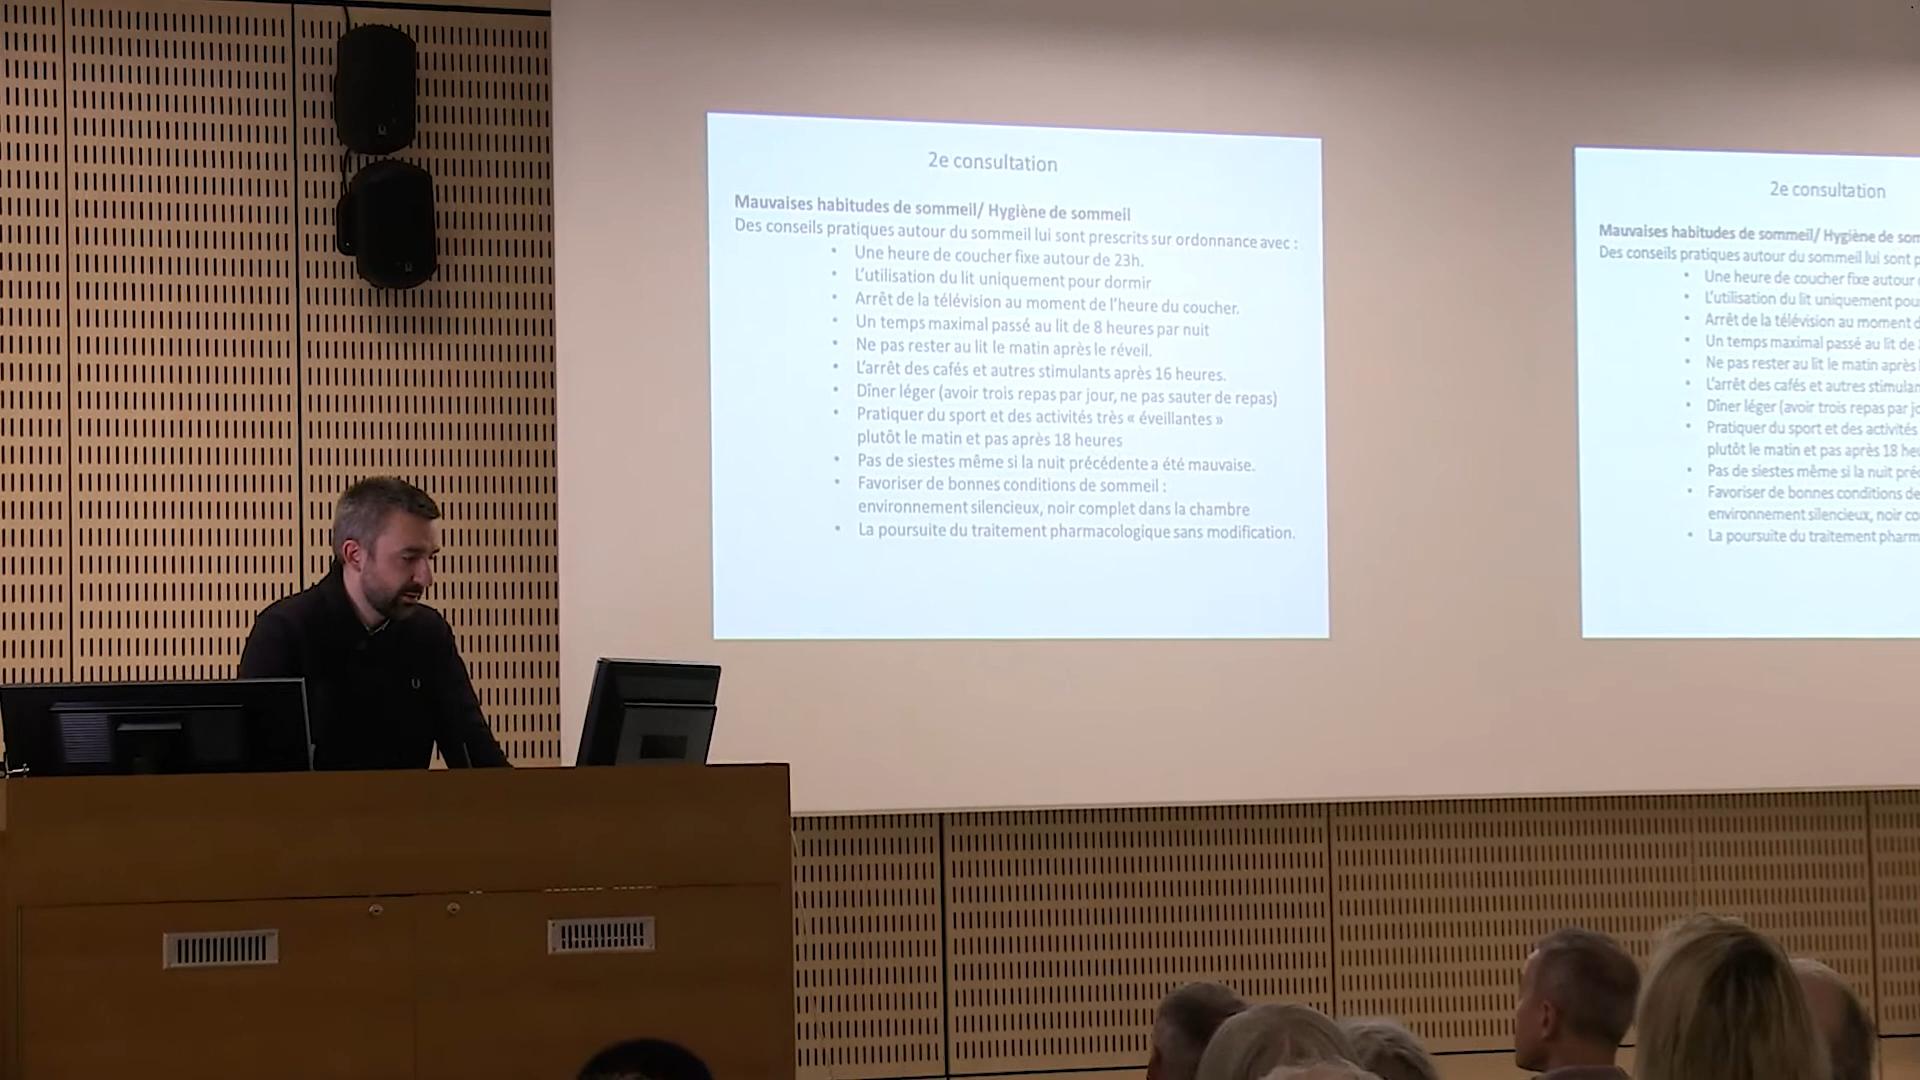 2e consultation
Mauvaises habitudes de sommeil/ Hygiène de sommeil
Des conseils pratiques autour du sommeil lui sont prescrits sur ordonnance avec :
• Une heure de coucher fixe autour de 23h.
• L'utilisation du lit uniquement pour dormir
• Arrêt de la télévision au moment de l'heure du coucher.
• Un temps maximal passé au lit de 8 heures par nuit
• Ne pas rester au lit le matin après le réveil.
• L'arrêt des cafés et autres stimulants après 16 heures.
• Dîner léger (avoir trois repas par jour, ne pas sauter de repas)
• Pratiquer du sport et des activités très « éveillantes »
plutôt le matin et pas après 18 heures
• Pas de siestes même si la nuit précédente a été mauvaise.
• Favoriser de bonnes conditions de sommeil :
environnement silencieux, noir complet dans la chambre
• La poursuite du traitement pharmacologique sans modification.
2e consultation
Mauvaises habitudes de sommeil/ Hygiène de
Des conseils pratiques autour du sommeil lui sont
• Une heure de coucher fixe autour
• L'utilisation du lit uniquement
• Arrêt de la télévision au moment
• Un temps maximal passé au lit de
• Ne pas rester au lit le matin après
• L'arrêt des cafés et autres
• Dîner léger (avoir trois repas par
• Pratiquer du sport et des activités
plutôt le matin et pas après 18
• Pas de siestes même si la nuit
• Favoriser de bonnes conditions
environnement silencieux, noir
• La poursuite du traitement